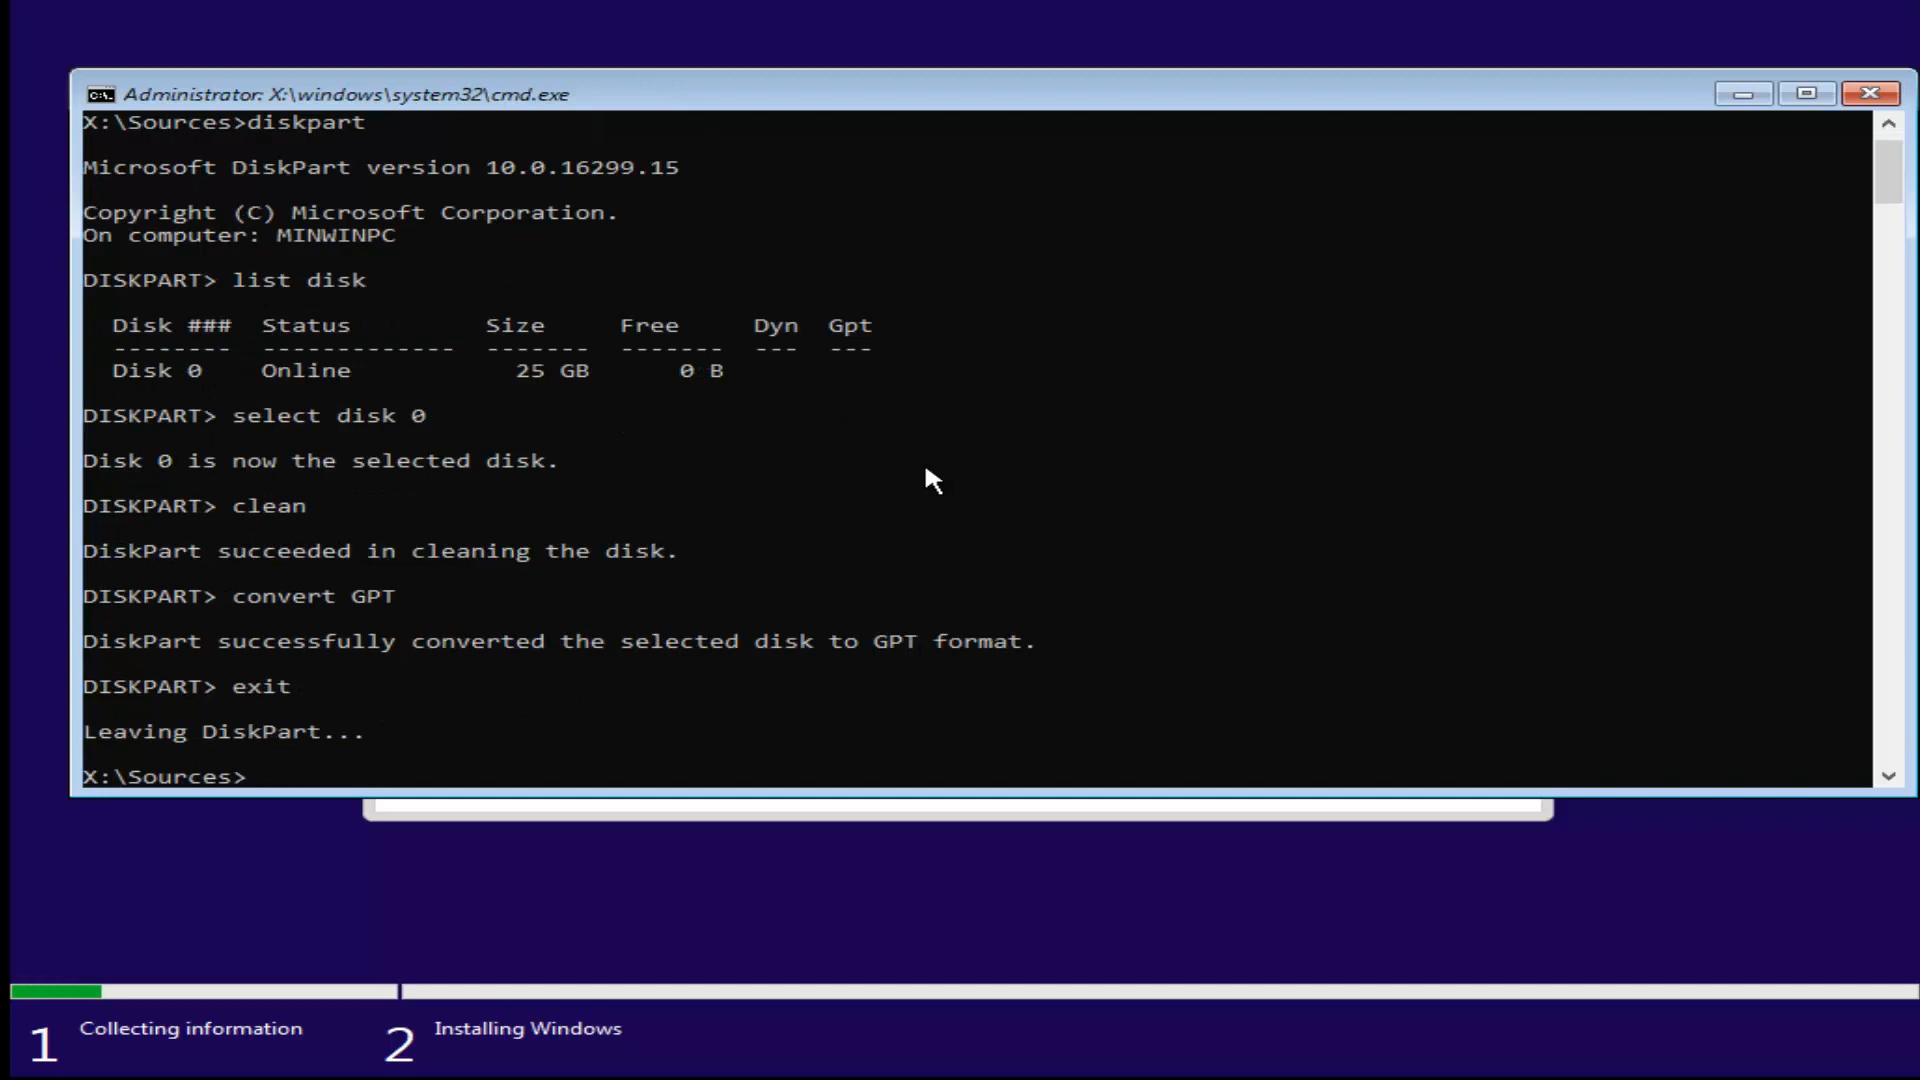 Administrator: X:\windows\system32\cmd.exe
X:\Sources>diskpart
Microsoft DiskPart version 10.0.16299.15
Copyright (C) Microsoft Corporation.
On computer: MINWINPC
DISKPART> list disk
Disk ###  Status         Size     Free     Dyn  Gpt
--------  -------------  -------  -------  ---  ---
Disk 0    Online           25 GB      0 B
DISKPART> select disk 0
Disk 0 is now the selected disk.
DISKPART> clean
DiskPart succeeded in cleaning the disk.
DISKPART> convert GPT
DiskPart successfully converted the selected disk to GPT format.
DISKPART> exit
Leaving DiskPart...
X:\Sources>
1 Collecting information
2 Installing Windows